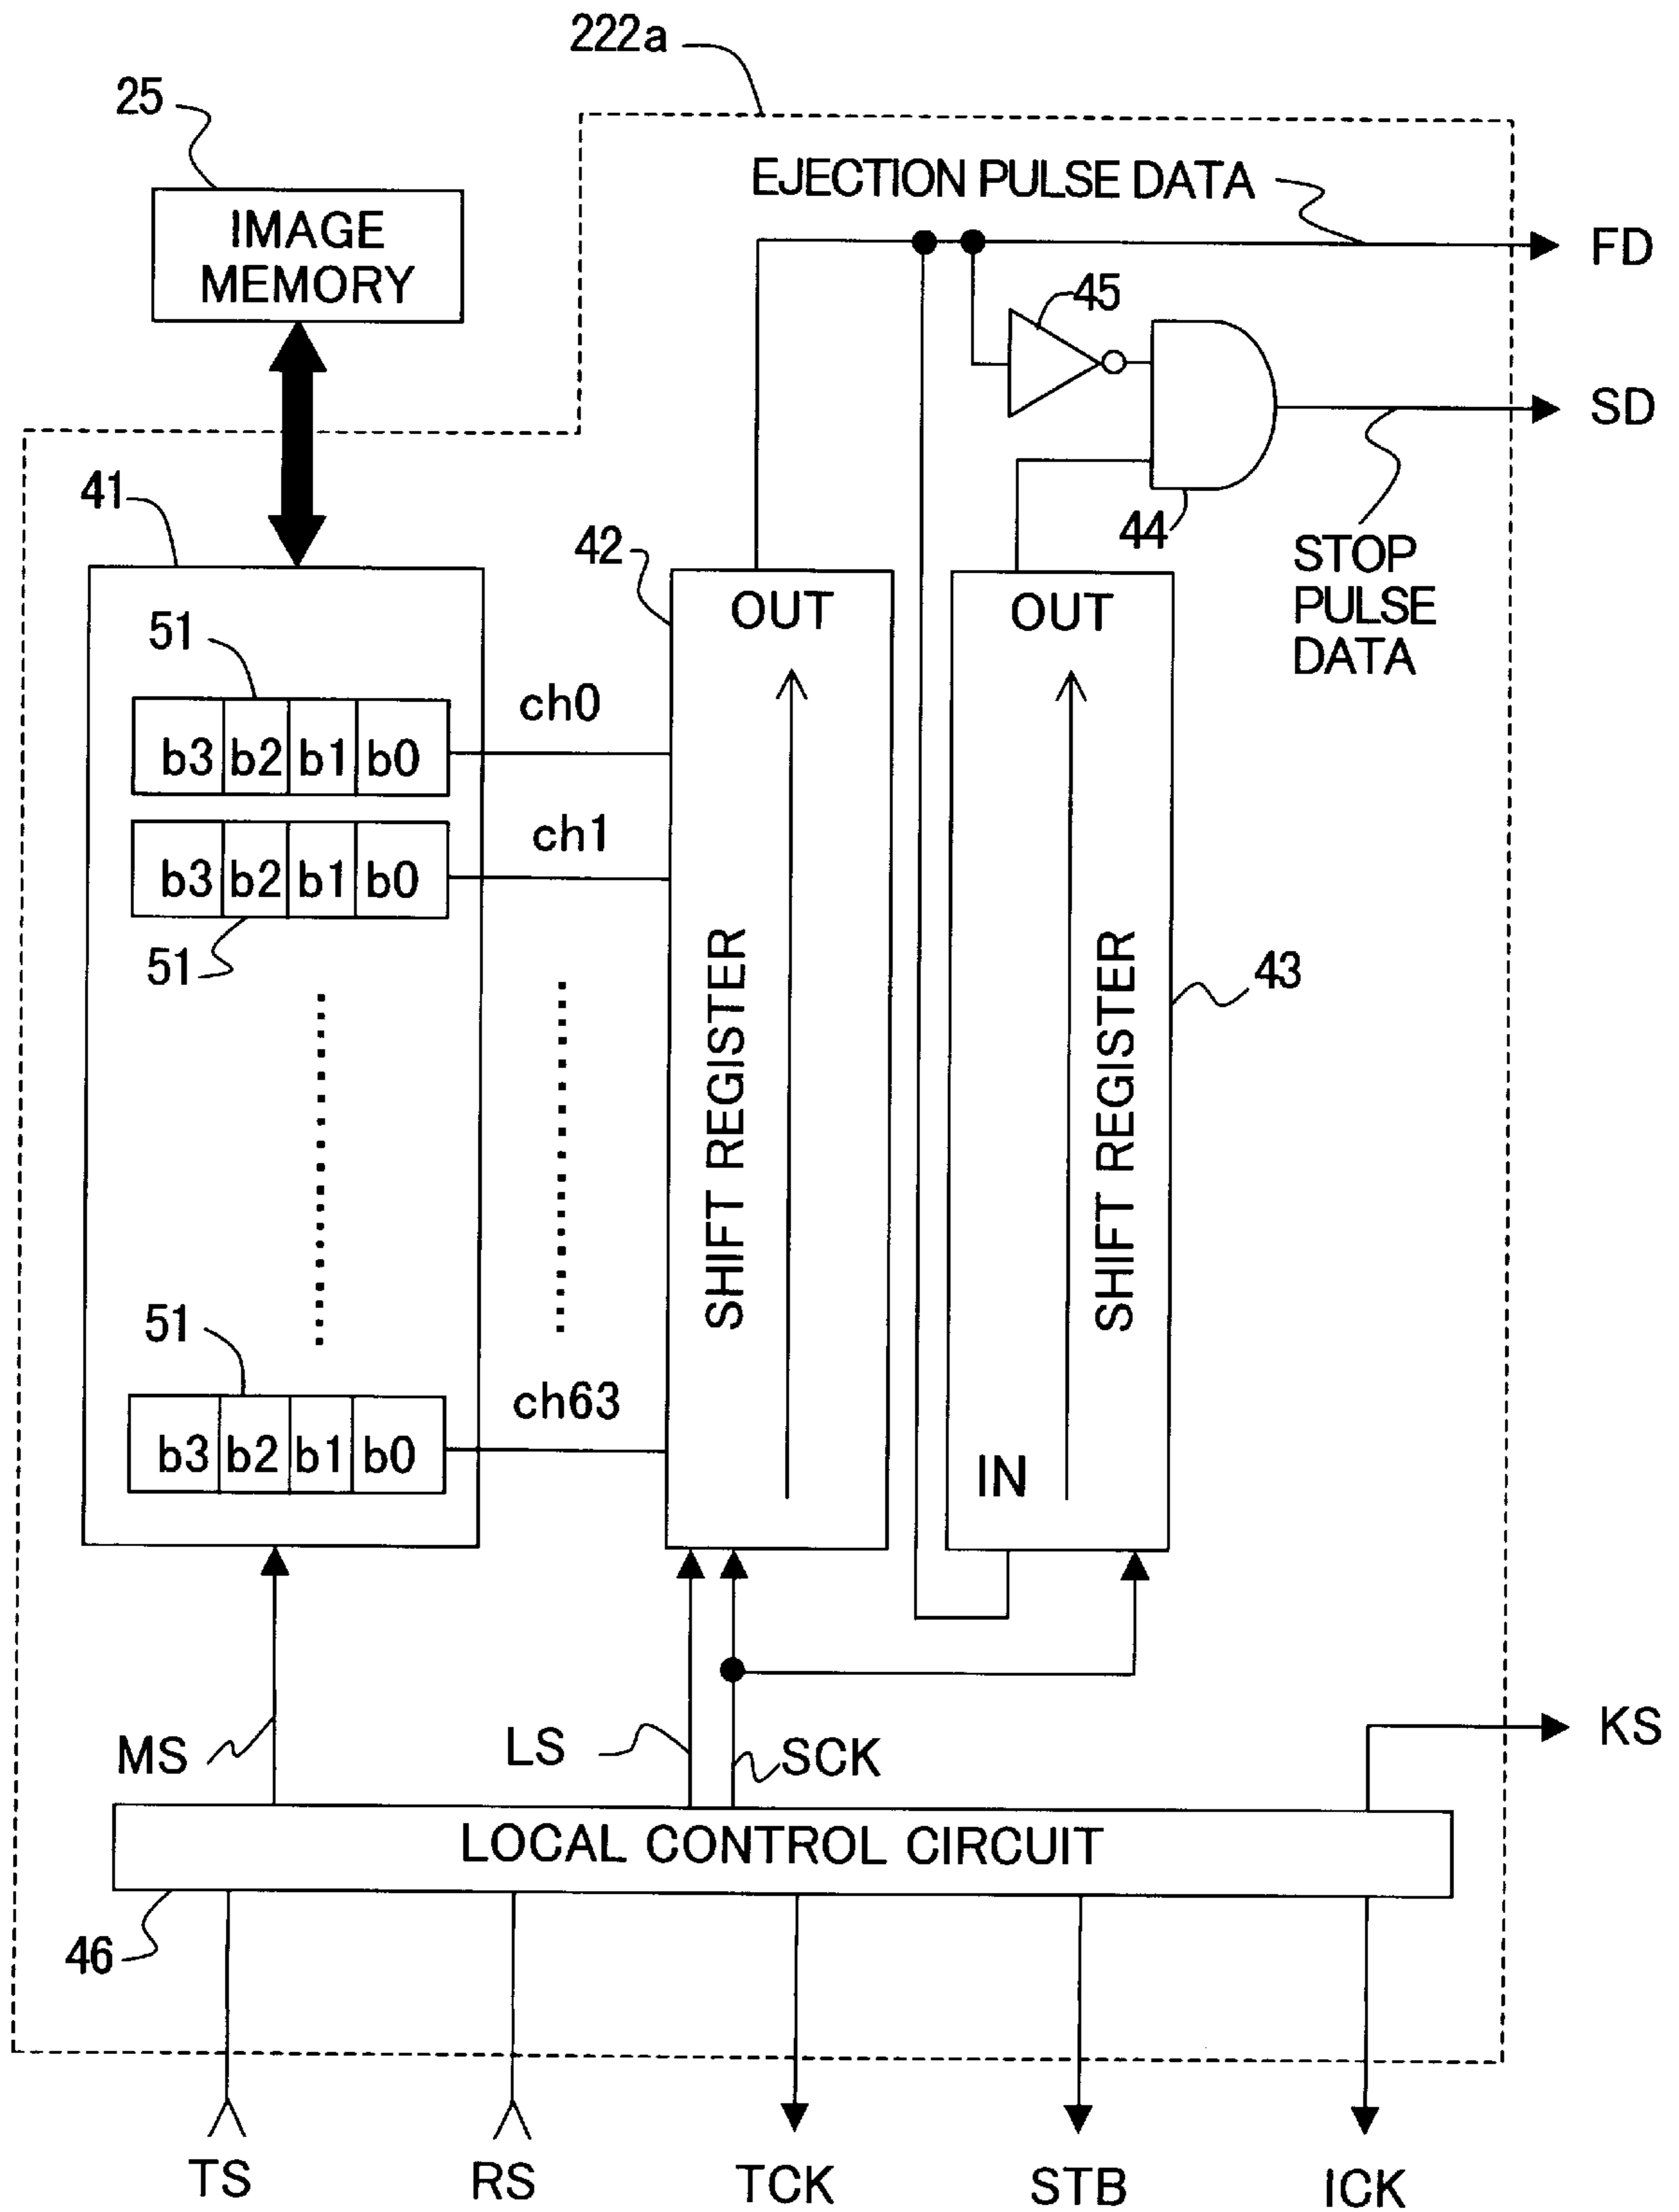 222a
25
EJECTION PULSE DATA
IMAGE
MEMORY
FD
45
SD
41
42
44
STOP
PULSE
DATA
OUT
OUT
51
ch0
b3 b2 b1 b0
ch1
b3 b2 b1 b0
51
SHIFT REGISTER
SHIFT REGISTER
43
51
ch63
b3 b2 b1 b0
IN
MS
LS
SCK
KS
LOCAL CONTROL CIRCUIT
46
TS
RS
TCK
STB
ICK